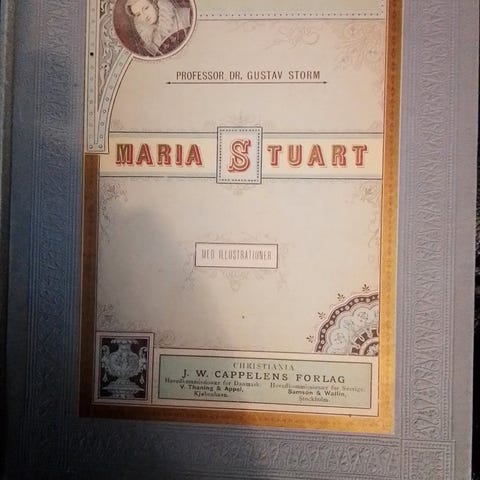 PROFESSOR DR. GUSTAV STORM
MARIA STUART
MED ILLUSTRATIONER
CHRISTIANIA
J. W. CAPPELENS FORLAG
Hovedkommissionær for Danmark: Hovedkommissionær for Sverige:
V. Thaning & Appel, Samson & Wallin,
Kjøbenhavn. Stockholm.